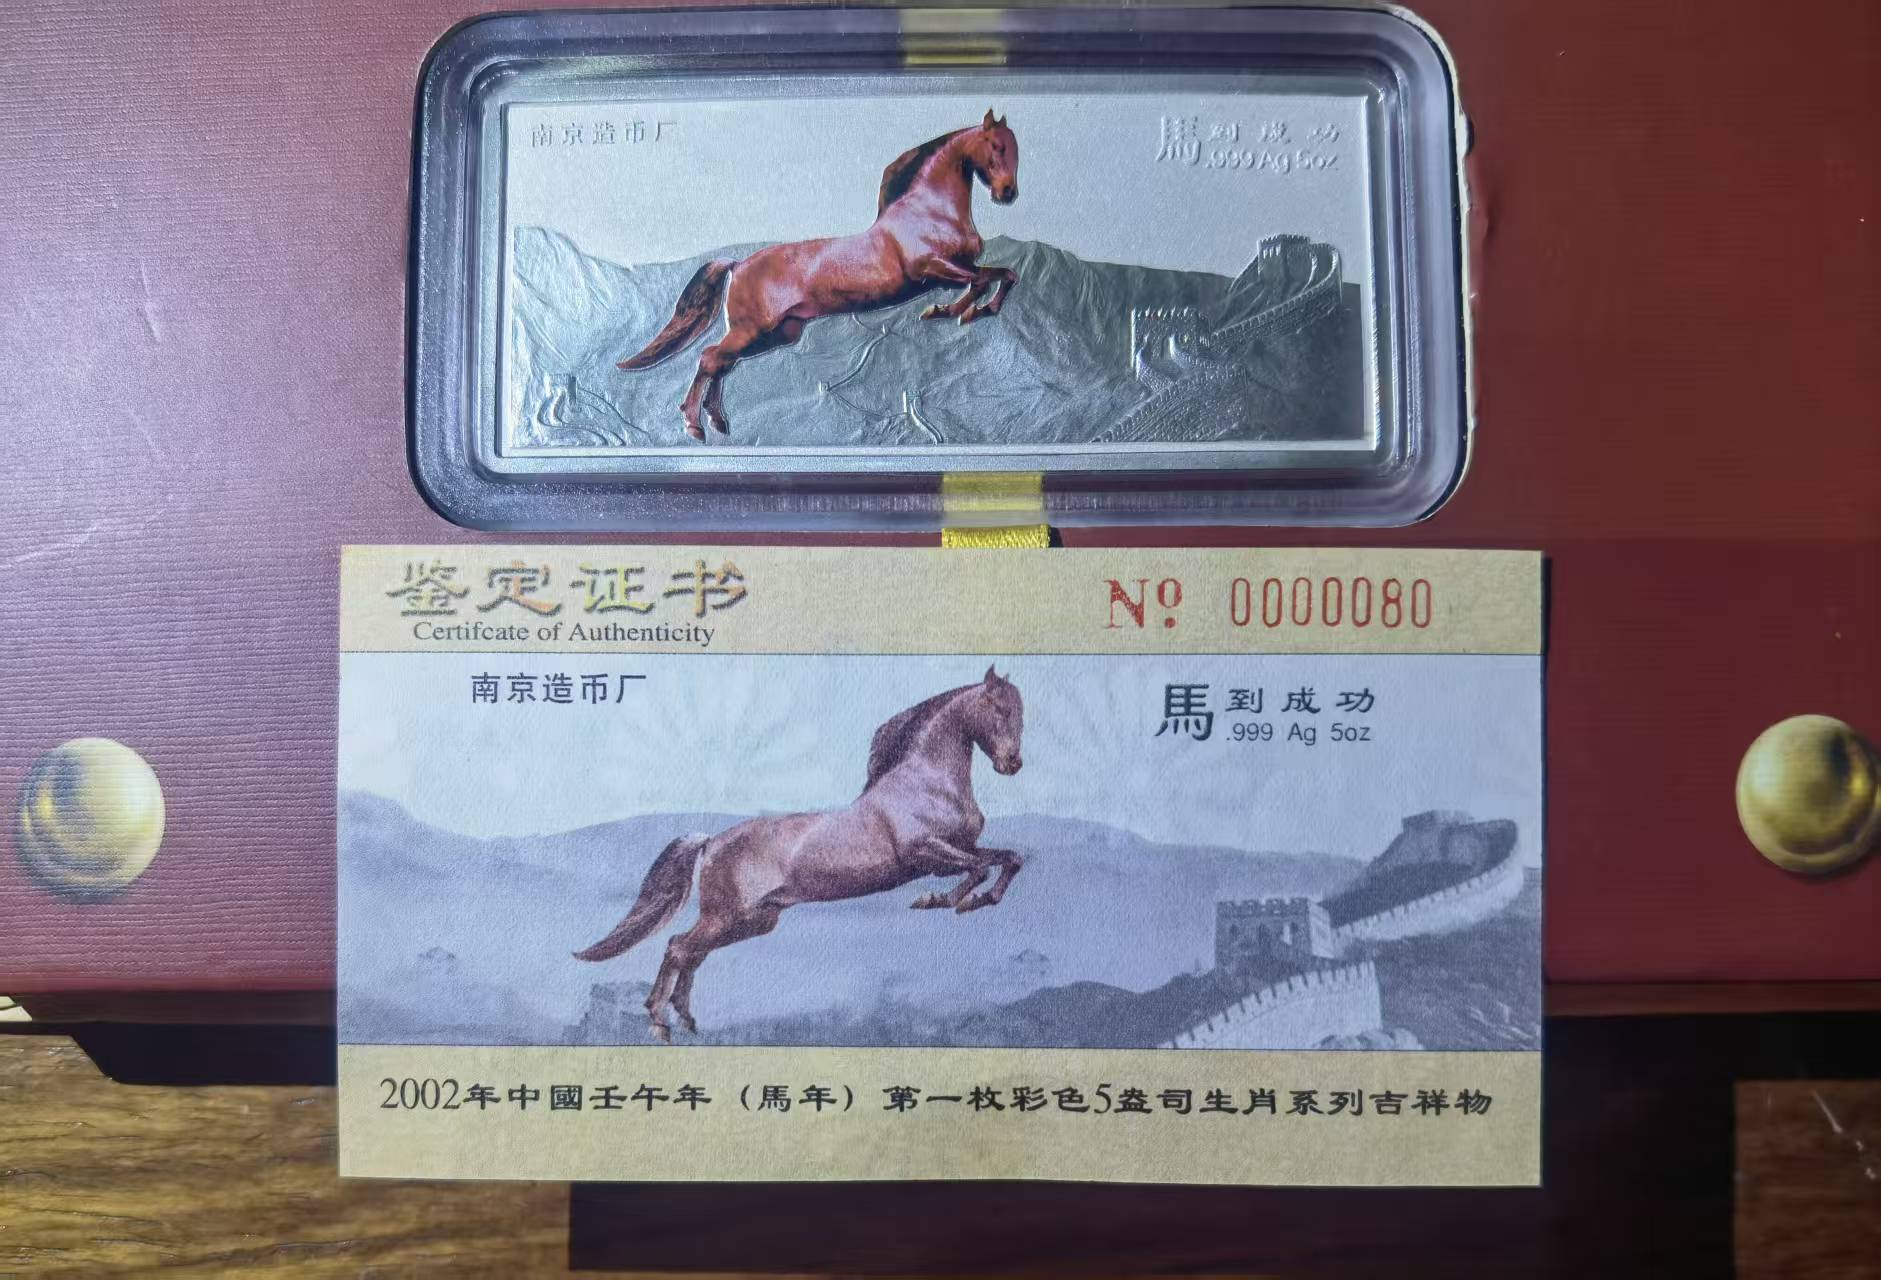 南京造币厂
馬到成功
.999 Ag 5oz
鉴定证书
Certifcate of Authenticity
№ 0000080
南京造币厂
馬到成功
.999 Ag 5oz
2002年中國壬午年（馬年）第一枚彩色5盎司生肖系列吉祥物